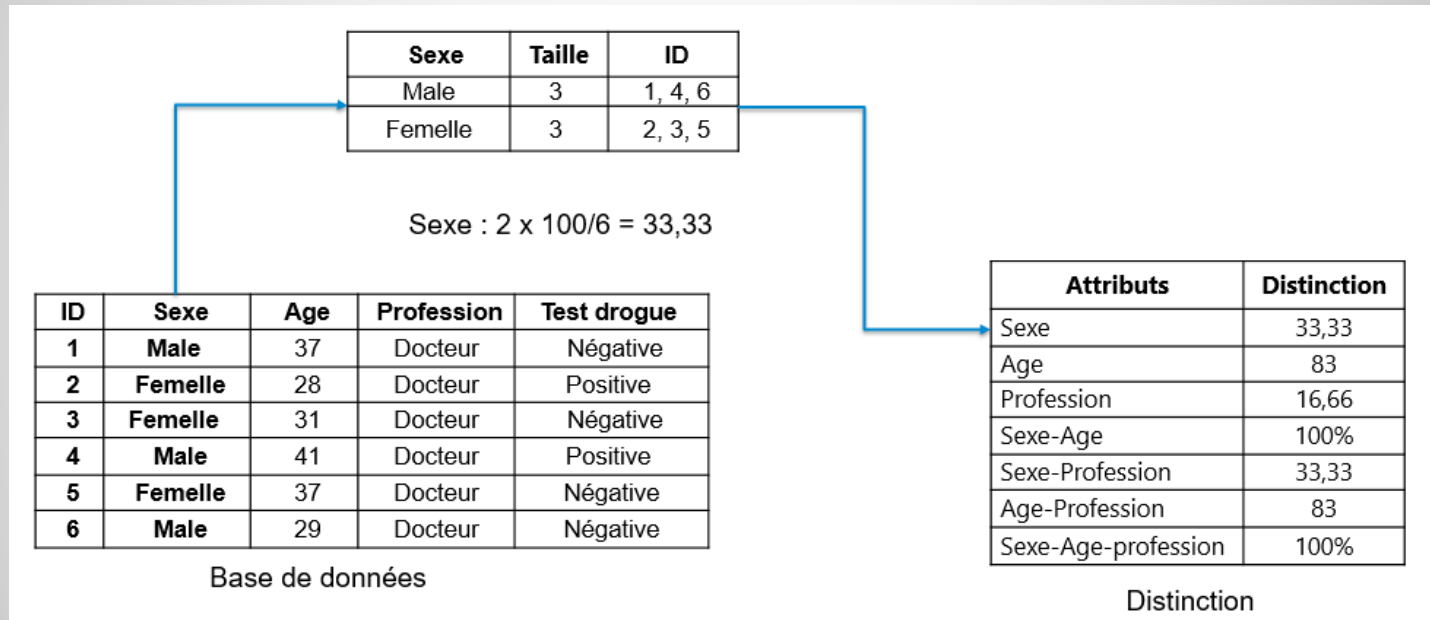 Sexe Taille ID
Male 3 1, 4, 6
Femelle 3 2, 3, 5
Sexe : 2 x 100/6 = 33,33
ID Sexe Age Profession Test drogue
1 Male 37 Docteur Négative
2 Femelle 28 Docteur Positive
3 Femelle 31 Docteur Négative
4 Male 41 Docteur Positive
5 Femelle 37 Docteur Négative
6 Male 29 Docteur Négative
Base de données
Attributs Distinction
Sexe 33,33
Age 83
Profession 16,66
Sexe-Age 100%
Sexe-Profession 33,33
Age-Profession 83
Sexe-Age-profession 100%
Distinction